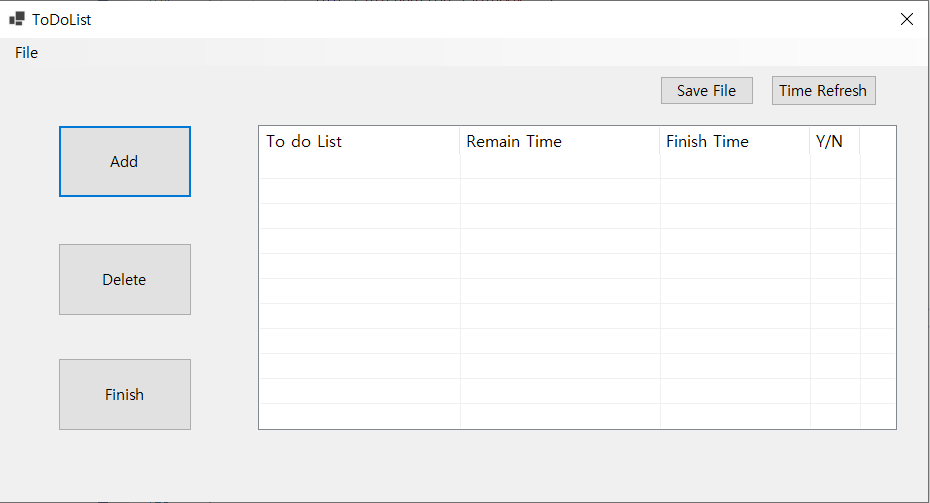 ToDoList
File
Save File
Time Refresh
Add
To do List
Remain Time
Finish Time
Y/N
Delete
Finish